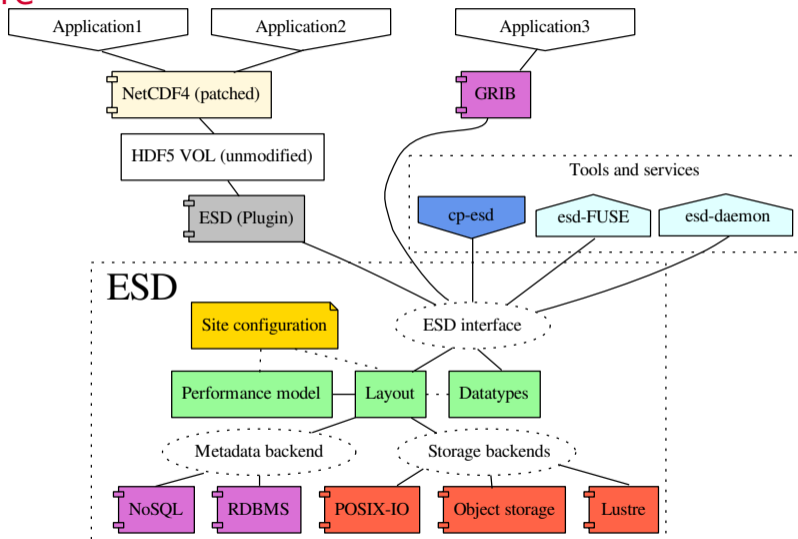 Application1
Application2
Application3
NetCDF4 (patched)
GRIB
HDF5 VOL (unmodified)
Tools and services
ESD (Plugin)
cp-esd
esd-FUSE
esd-daemon
ESD
Site configuration
ESD interface
Performance model
Layout
Datatypes
Metadata backend
Storage backends
NoSQL
RDBMS
POSIX-IO
Object storage
Lustre